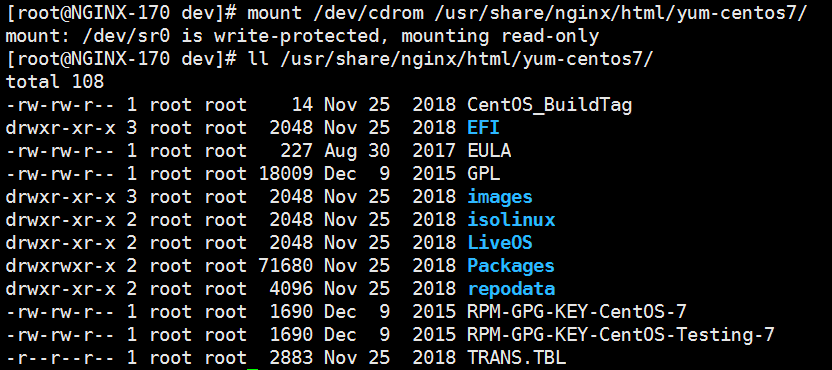 [root@NGINX-170 dev]# mount /dev/cdrom /usr/share/nginx/html/yum-centos7/
mount: /dev/sr0 is write-protected, mounting read-only
[root@NGINX-170 dev]# ll /usr/share/nginx/html/yum-centos7/
total 108
-rw-rw-r-- 1 root root    14 Nov 25  2018 CentOS_BuildTag
drwxr-xr-x 3 root root  2048 Nov 25  2018 EFI
-rw-rw-r-- 1 root root   227 Aug 30  2017 EULA
-rw-rw-r-- 1 root root 18009 Dec  9  2015 GPL
drwxr-xr-x 3 root root  2048 Nov 25  2018 images
drwxr-xr-x 2 root root  2048 Nov 25  2018 isolinux
drwxr-xr-x 2 root root  2048 Nov 25  2018 LiveOS
drwxrwxr-x 2 root root 71680 Nov 25  2018 Packages
drwxr-xr-x 2 root root  4096 Nov 25  2018 repodata
-rw-rw-r-- 1 root root  1690 Dec  9  2015 RPM-GPG-KEY-CentOS-7
-rw-rw-r-- 1 root root  1690 Dec  9  2015 RPM-GPG-KEY-CentOS-Testing-7
-r--r--r-- 1 root root  2883 Nov 25  2018 TRANS.TBL